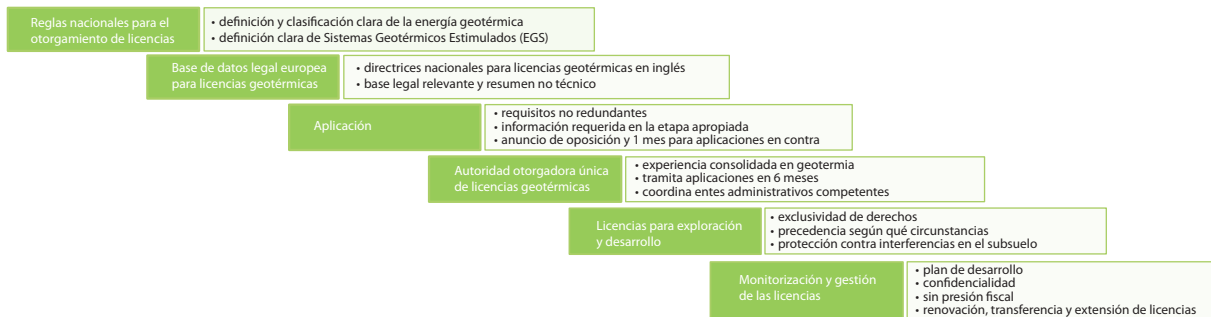 Reglas nacionales para el
otorgamiento de licencias
• definición y clasificación clara de la energía geotérmica
• definición clara de Sistemas Geotérmicos Estimulados (EGS)
Base de datos legal europea
para licencias geotérmicas
• directrices nacionales para licencias geotérmicas en inglés
• base legal relevante y resumen no técnico
Aplicación
• requisitos no redundantes
• información requerida en la etapa apropiada
• anuncio de oposición y 1 mes para aplicaciones en contra
Autoridad otorgadora única
de licencias geotérmicas
• experiencia consolidada en geotermia
• tramita aplicaciones en 6 meses
• coordina entes administrativos competentes
Licencias para exploración
y desarrollo
• exclusividad de derechos
• precedencia según qué circunstancias
• protección contra interferencias en el subsuelo
Monitorización y gestión
de las licencias
• plan de desarrollo
• confidencialidad
• sin presión fiscal
• renovación, transferencia y extensión de licencias